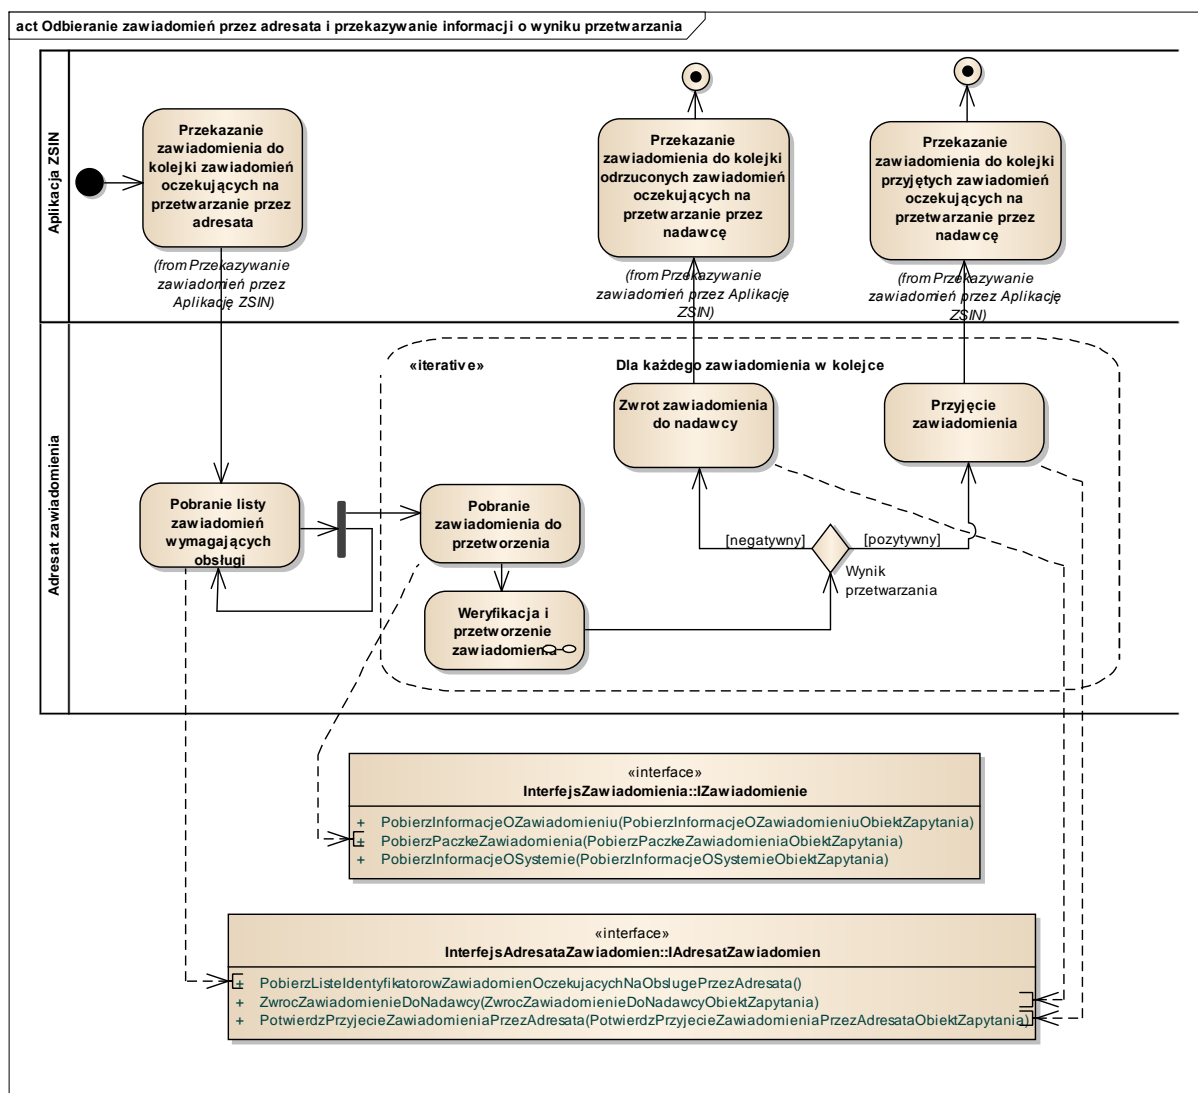 act Odbieranie zawiadomień przez adresata i przekazywanie informacji o wyniku przetwarzania
Aplikacja ZSIN
Przekazanie
zawiadomienia do
kolejki zawiadomień
oczekujących na
przetwarzanie przez
adresata
(from Przekazywanie
zawiadomień przez
Aplikację ZSIN)
Przekazanie
zawiadomienia do kolejki
odrzuconych zawiadomień
oczekujących na
przetwarzanie przez
nadawcę
(from Przekazywanie
zawiadomień przez Aplikację
ZSIN)
Przekazanie
zawiadomienia do kolejki
przyjętych zawiadomień
oczekujących na
przetwarzanie przez
nadawcę
(from Przekazywanie
zawiadomień przez Aplikację
ZSIN)
Adresat zawiadomienia
«iterative»
Dla każdego zawiadomienia w kolejce
Zwrot zawiadomienia
do nadawcy
Przyjęcie
zawiadomienia
Pobranie listy
zawiadomień
wymagających
obsługi
Pobranie
zawiadomienia do
przetworzenia
[negatywny]
[pozytywny]
Wynik
przetwarzania
Weryfikacja i
przetworzenie
zawiadomienia
«interface»
InterfejsZawiadomienia::IZawiadomienie
+ PobierzInformacjeOZawiadomieniu(PobierzInformacjeOZawiadomieniuObiektZapytania)
+ PobierzPaczkeZawiadomienia(PobierzPaczkeZawiadomieniaObiektZapytania)
+ PobierzInformacjeOSystemie(PobierzInformacjeOSystemieObiektZapytania)
«interface»
InterfejsAdresataZawiadomien::IAdresatZawiadomien
+ PobierzListeIdentyfikatorowZawiadomienOczekujacychNaObslugePrzezAdresata()
+ ZwrocZawiadomienieDoNadawcy(ZwrocZawiadomienieDoNadawcyObiektZapytania)
+ PotwierdzPrzyjecieZawiadomieniaPrzezAdresata(PotwierdzPrzyjecieZawiadomieniaPrzezAdresataObiektZapytania)